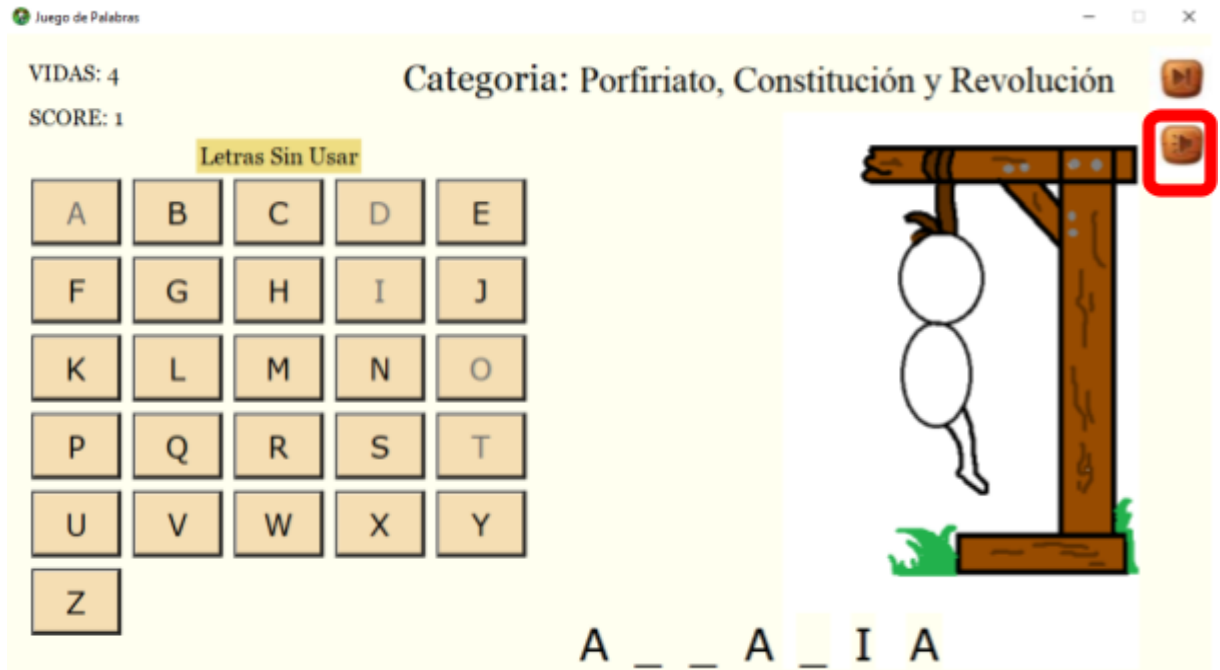 Juego de Palabras
VIDAS: 4
Categoria: Porfiriato, Constitución y Revolución
SCORE: 1
Letras Sin Usar
A B C D E
F G H I J
K L M N O
P Q R S T
U V W X Y
Z
A _ _ A _ I A